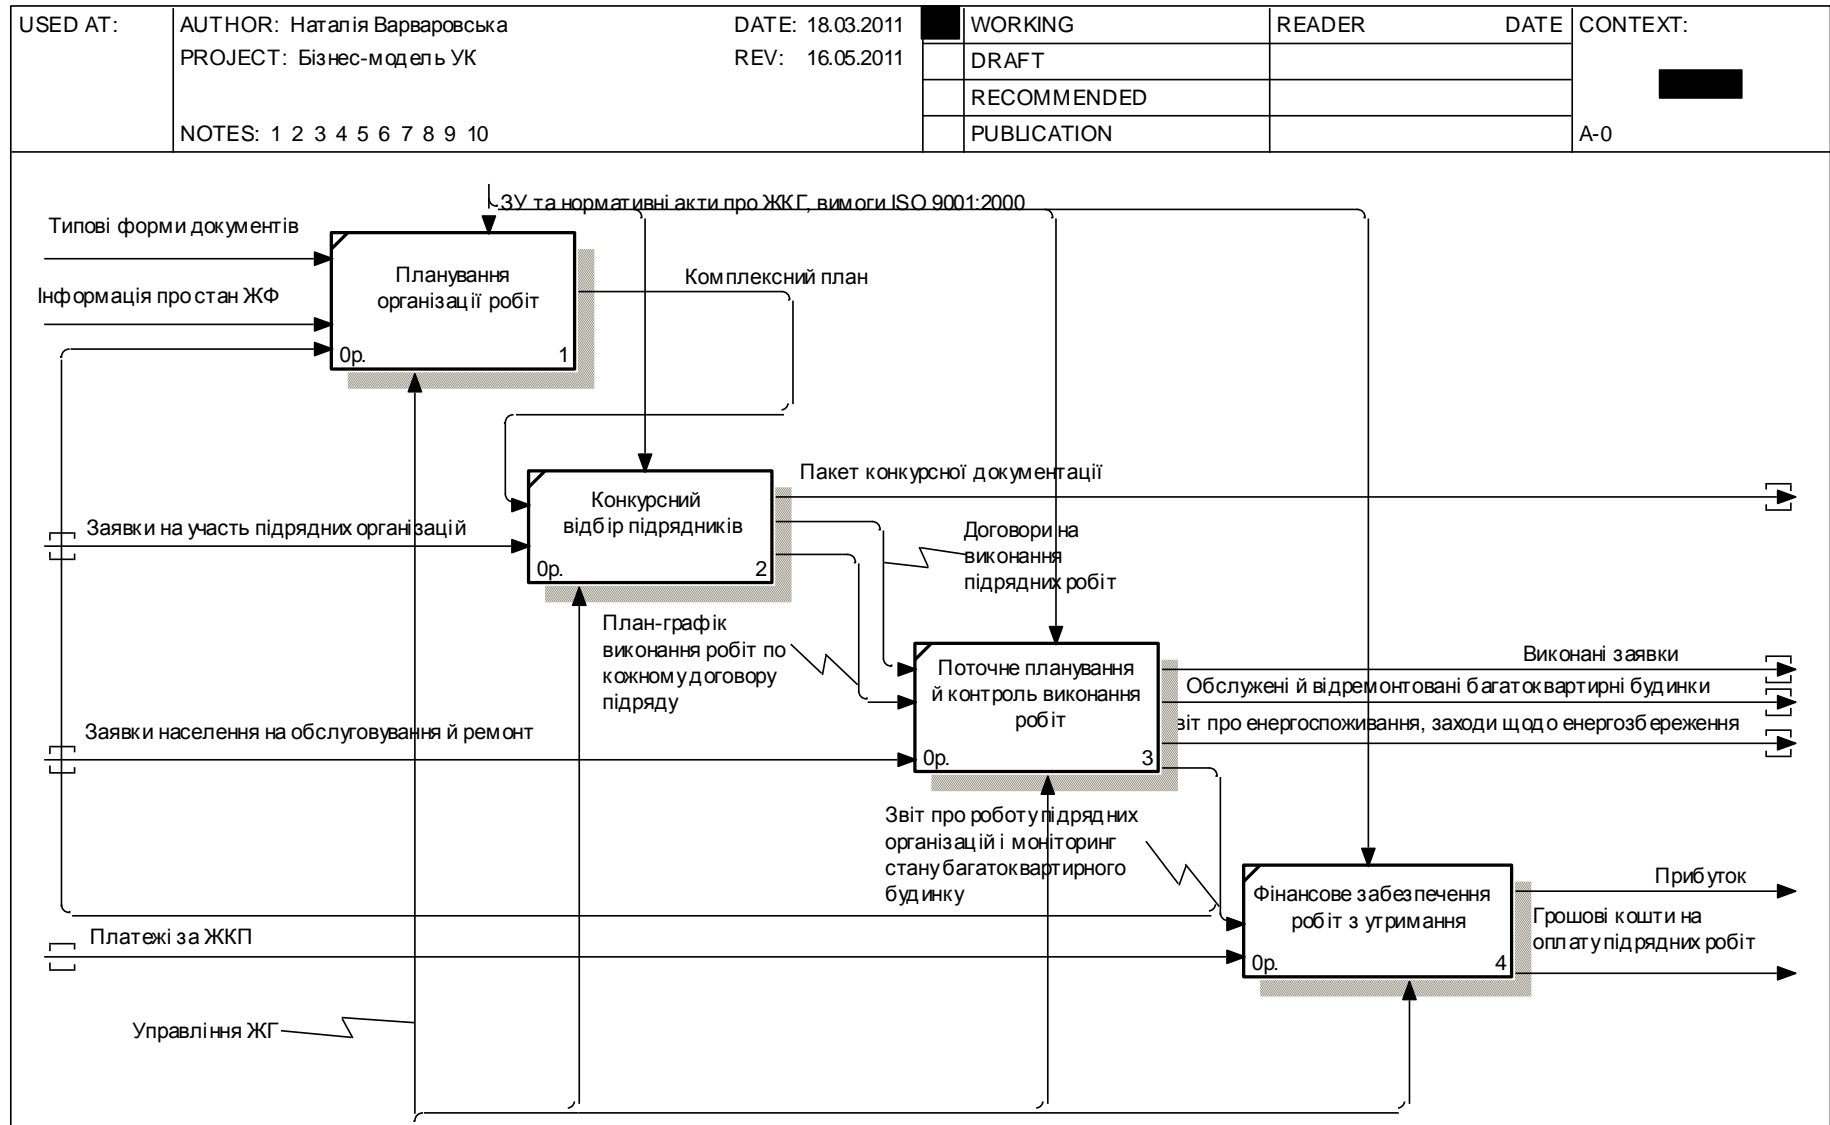 USED AT:
AUTHOR: Наталія Варваровська
DATE: 18.03.2011
PROJECT: Бізнес-модель УК
REV: 16.05.2011
NOTES: 1 2 3 4 5 6 7 8 9 10
WORKING
DRAFT
RECOMMENDED
PUBLICATION
READER
DATE
CONTEXT:
A-0
ЗУ та нормативні акти про ЖКГ, вимоги ISO 9001:2000
Типові форми документів
Інформація про стан ЖФ
Планування
організації робіт
0р.
1
Комплексний план
Пакет конкурсної документації
Конкурсний
відбір підрядників
0р.
2
Заявки на участь підрядних організацій
Договори на
виконання
підрядних робіт
План-графік
виконання робіт по
кожному договору
підряду
Поточне планування
й контроль виконання
робіт
0р.
3
Виконані заявки
Обслужені й відремонтовані багатоквартирні будинки
віт про енергоспоживання, заходи щодо енергозбереження
Заявки населення на обслуговування й ремонт
Звіт про роботу підрядних
організацій і моніторинг
стану багатоквартирного
будинку
Фінансове забезпечення
робіт з утримання
0р.
4
Прибуток
Грошові кошти на
оплату підрядних робіт
Платежі за ЖКП
Управління ЖГ